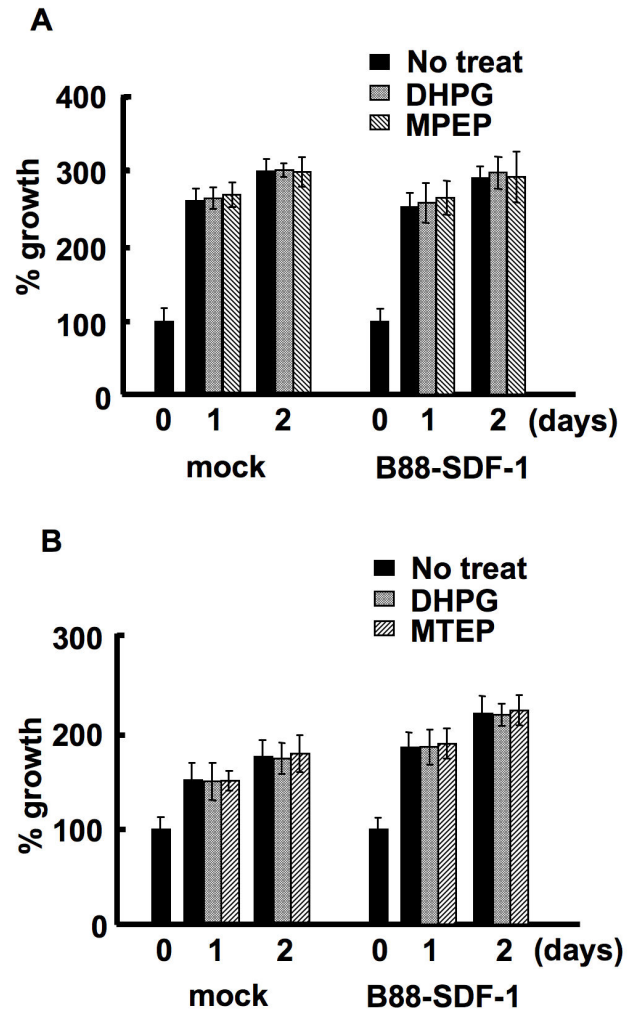 A
No treat
DHPG
MPEP
% growth
400
300
200
100
0
0 1 2 0 1 2 (days)
mock B88-SDF-1
B
No treat
DHPG
MTEP
% growth
300
200
100
0
0 1 2 0 1 2 (days)
mock B88-SDF-1